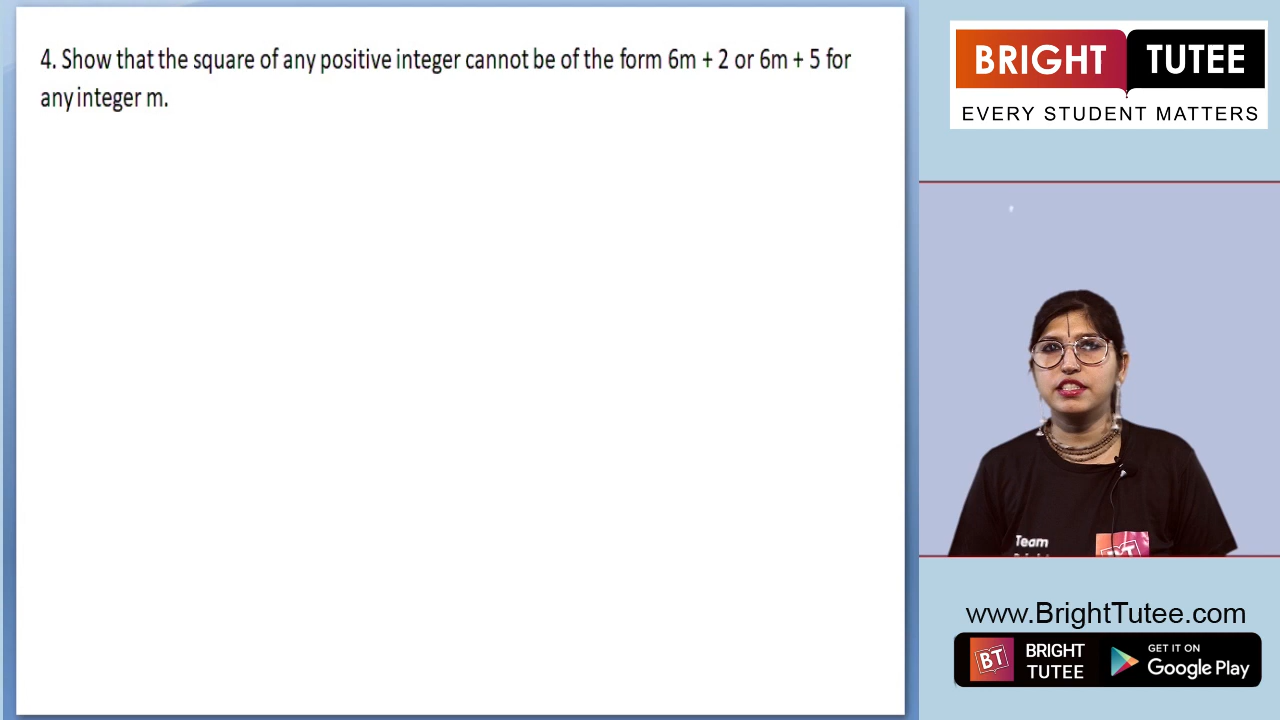 4. Show that the square of any positive integer cannot be of the form 6m + 2 or 6m + 5 for
any integer m.
BRIGHT TUTEE
EVERY STUDENT MATTERS
Team
BT
www.BrightTutee.com
BT
BRIGHT
TUTEE
GET IT ON
Google Play